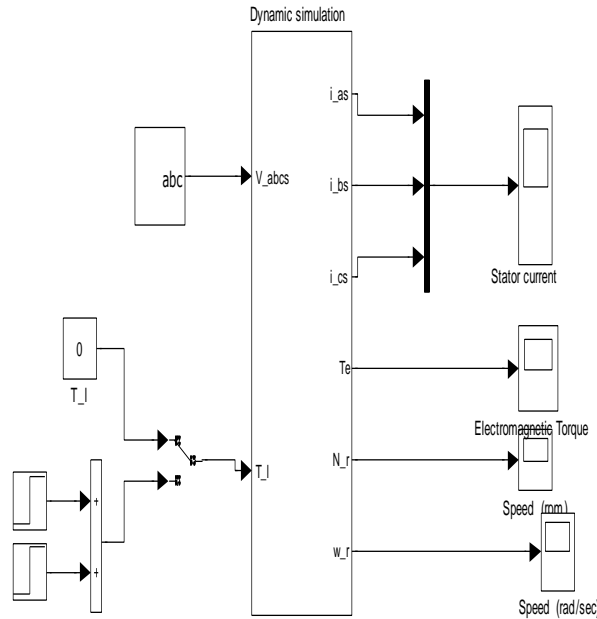 Dynamic simulation
i_as
abc
V_abcs
i_bs
i_cs
Stator current
0
T_l
Te
Electromagnetic Torque
N_r
T_l
Speed (rpm)
+
w_r
+
Speed (rad/sec)